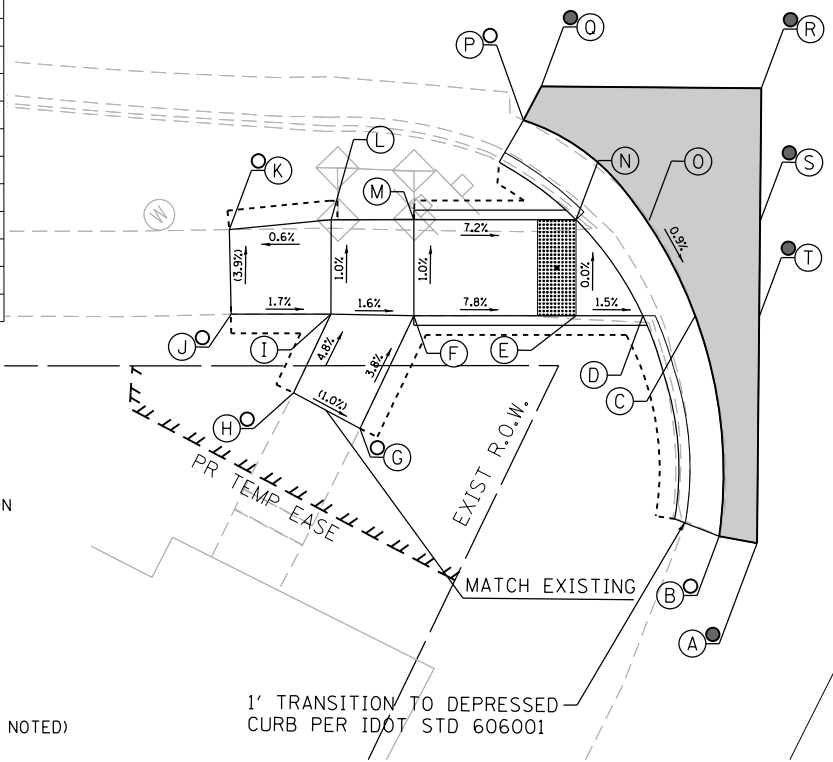 Q
R
P
L
N
O
S
K
M
W
7.2%
0.6%
0.9%
(3.9%)
1.0%
1.0%
0.0%
T
1.7%
1.6%
7.8%
1.5%
J
I
4.8%
3.8%
F
E
D
C
(1.0%)
H
G
EXIST R.O.W.
PR TEMP EASE
N
MATCH EXISTING
B
A
1' TRANSITION TO DEPRESSED
CURB PER IDOT STD 606001
NOTED)